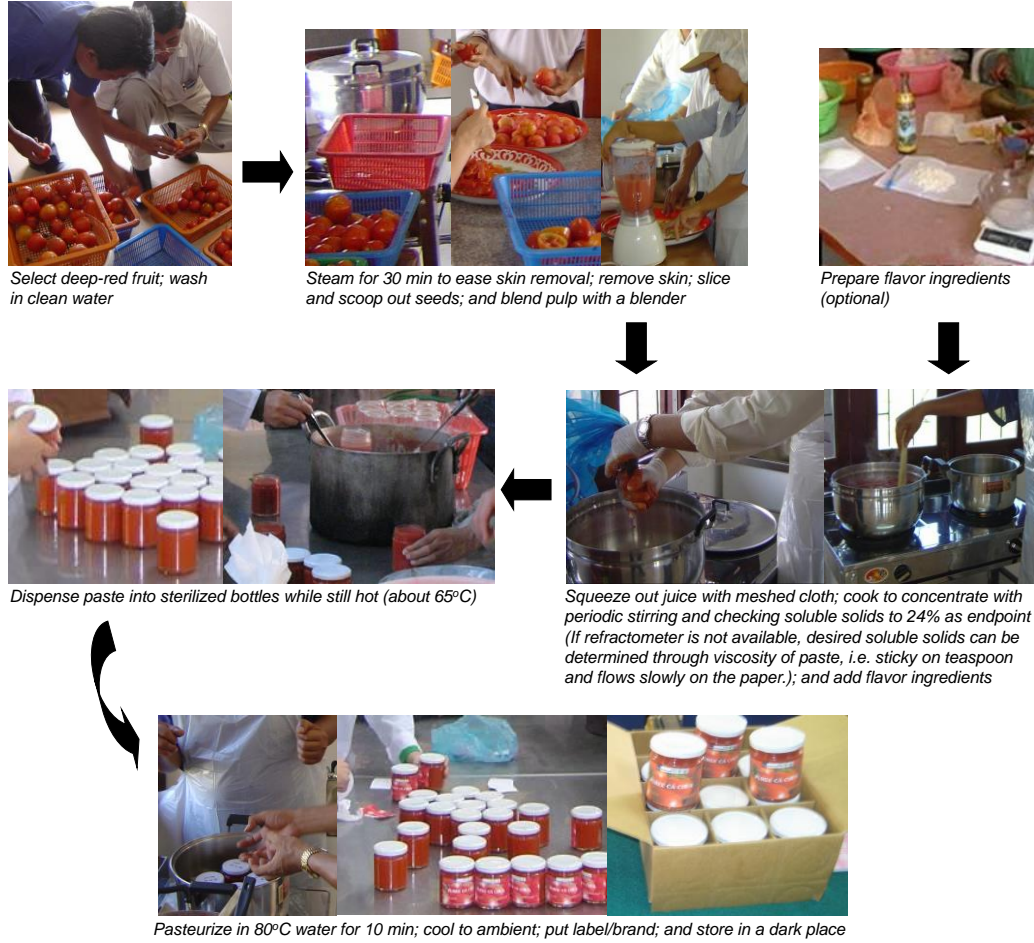 Select deep-red fruit; wash
in clean water
Steam for 30 min to ease skin removal; remove skin; slice
and scoop out seeds; and blend pulp with a blender
Prepare flavor ingredients
(optional)
Dispense paste into sterilized bottles while still hot (about 65°C)
Squeeze out juice with meshed cloth; cook to concentrate with
periodic stirring and checking soluble solids to 24% as endpoint
(If refractometer is not available, desired soluble solids can be
determined through viscosity of paste, i.e. sticky on teaspoon
and flows slowly on the paper.); and add flavor ingredients
Pasteurize in 80°C water for 10 min; cool to ambient; put label/brand; and store in a dark place